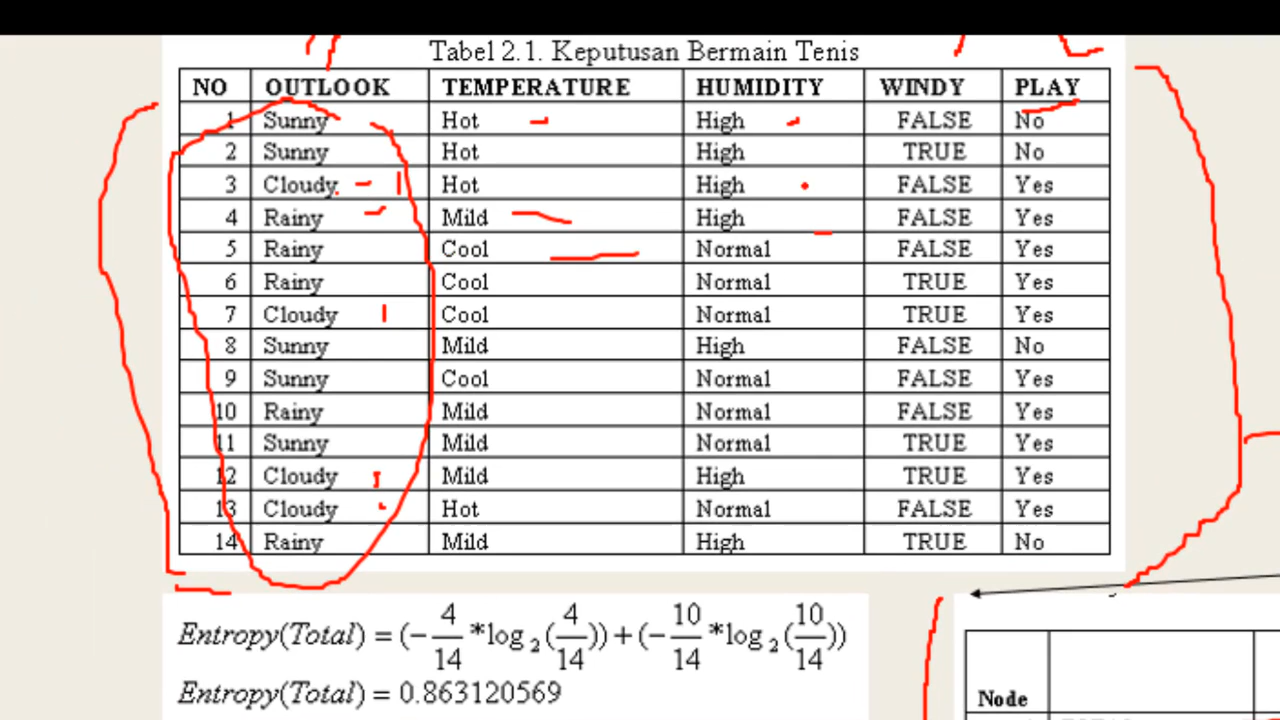 Tabel 2.1. Keputusan Bermain Tenis
NO OUTLOOK TEMPERATURE HUMIDITY WINDY PLAY
1 Sunny Hot High FALSE No
2 Sunny Hot High TRUE No
3 Cloudy Hot High FALSE Yes
4 Rainy Mild High FALSE Yes
5 Rainy Cool Normal FALSE Yes
6 Rainy Cool Normal TRUE Yes
7 Cloudy Cool Normal TRUE Yes
8 Sunny Mild High FALSE No
9 Sunny Cool Normal FALSE Yes
10 Rainy Mild Normal FALSE Yes
11 Sunny Mild Normal TRUE Yes
12 Cloudy Mild High TRUE Yes
13 Cloudy Hot Normal FALSE Yes
14 Rainy Mild High TRUE No
Entropy(Total) = (-4/14 * log₂(4/14)) + (-10/14 * log₂(10/14))
Entropy(Total) = 0.863120569
Node